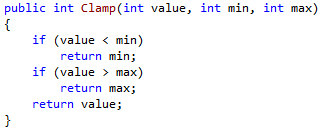 public int Clamp(int value, int min, int max)
{
    if (value < min)
        return min;
    if (value > max)
        return max;
    return value;
}